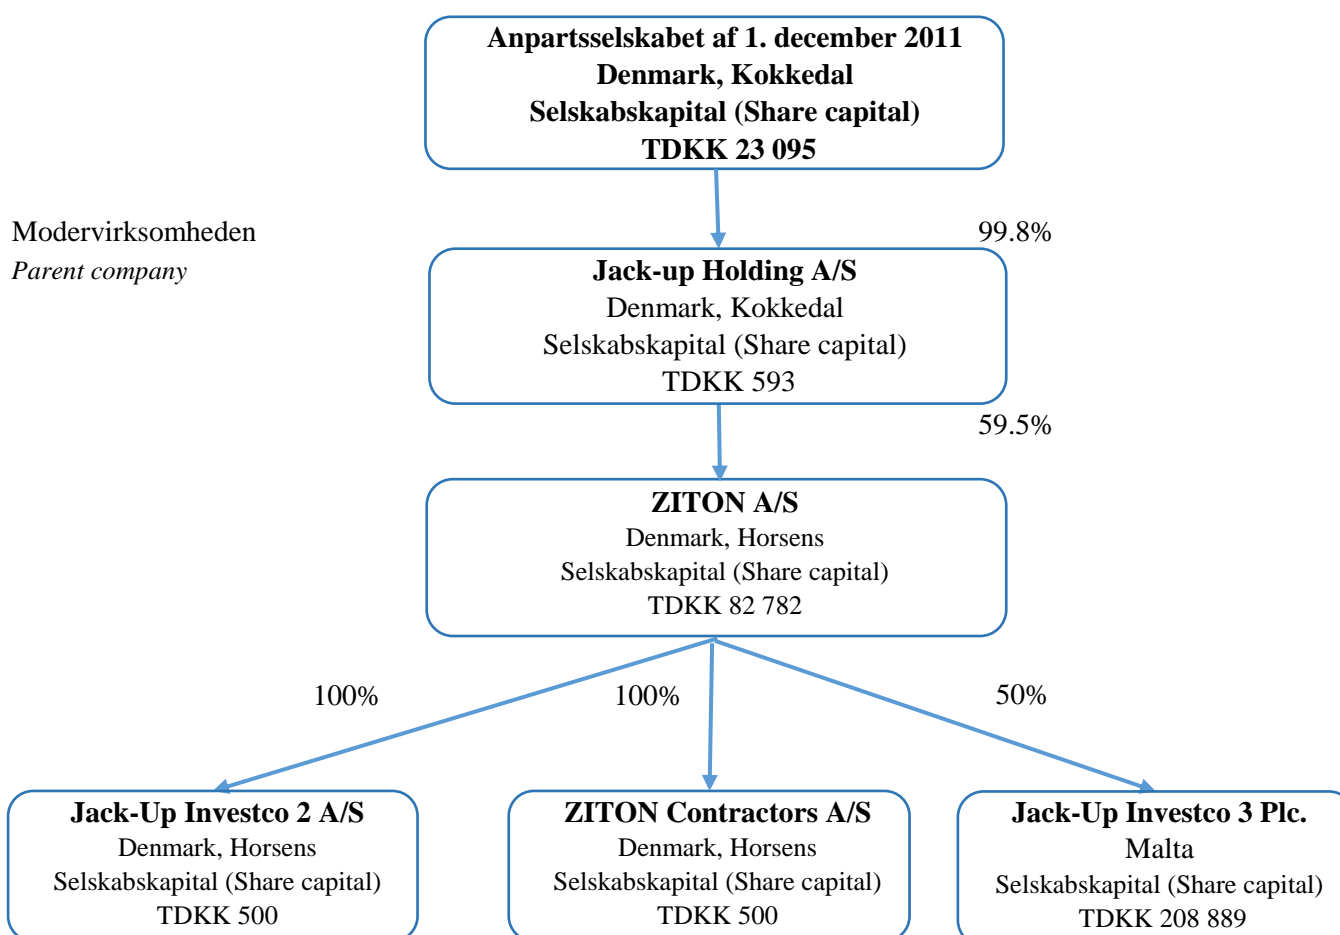 Anpartsselskabet af 1. december 2011
Denmark, Kokkedal
Selskabskapital (Share capital)
TDKK 23 095
Modervirksomheden
Parent company
99.8%
Jack-up Holding A/S
Denmark, Kokkedal
Selskabskapital (Share capital)
TDKK 593
59.5%
ZITON A/S
Denmark, Horsens
Selskabskapital (Share capital)
TDKK 82 782
100%
100%
50%
Jack-Up Investco 2 A/S
Denmark, Horsens
Selskabskapital (Share capital)
TDKK 500
ZITON Contractors A/S
Denmark, Horsens
Selskabskapital (Share capital)
TDKK 500
Jack-Up Investco 3 Plc.
Malta
Selskabskapital (Share capital)
TDKK 208 889